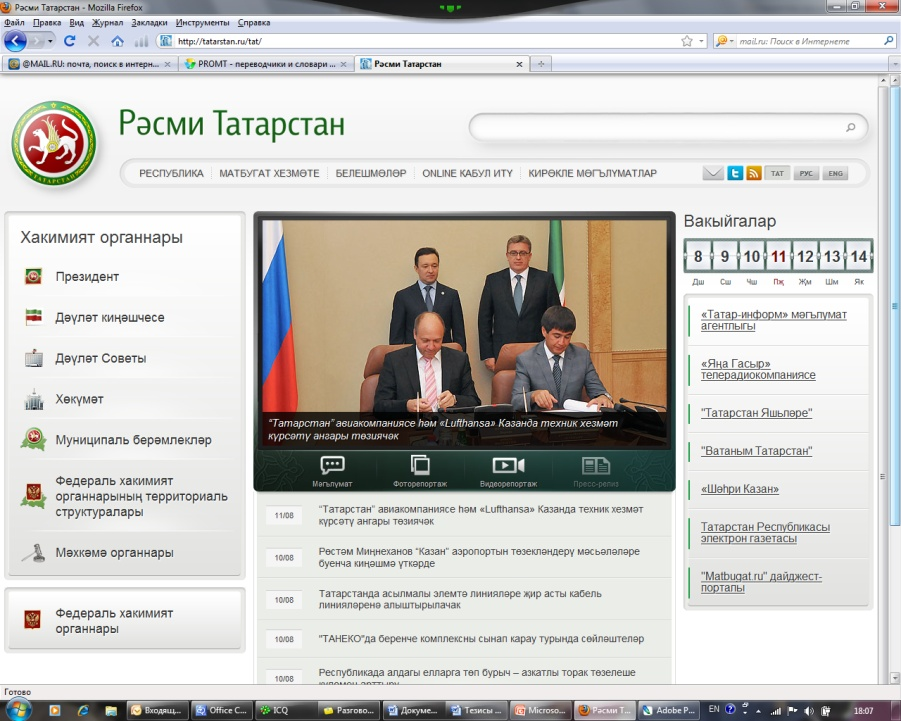 Рәсми Татарстан - Mozilla Firefox
Файл Правка Вид Журнал Закладки Инструменты Справка
http://tatarstan.ru/tat/
mail.ru: Поиск в Интернете
@MAIL.RU: почта, поиск в интерн...
PROMT - переводчики и словари ...
Рәсми Татарстан
ТАТАРСТАН
Рәсми Татарстан
РЕСПУБЛИКА МАТБУГАТ ХЕЗМӘТЕ БЕЛЕШМӘЛӘР ONLINE КАБУЛ ИТҮ КИРӘКЛЕ МӘГЪЛҮМАТЛАР
ТАТ РУС ENG
Хакимият органнары
Президент
Дәүләт киңәшчесе
Дәүләт Советы
Хөкүмәт
Муниципаль берәмлекләр
Федераль хакимият
органнарының территориаль
структуралары
Мәхкәмә органнары
Федераль хакимият
органнары
"Татарстан" авиакомпаниясе һәм «Lufthansa» Казанда техник хезмәт
күрсәтү ангары төзиячәк
Мәгълүмат
Фоторепортаж
Видеорепортаж
Пресс-релиз
11/08
"Татарстан" авиакомпаниясе һәм «Lufthansa» Казанда техник хезмәт
күрсәтү ангары төзиячәк
10/08
Рөстәм Миңнеханов "Казан" аэропортын төзекләндерү мәсьәләләре
буенча киңәшмә үткәрде
10/08
Татарстанда асылмалы элемтә линияләре җир асты кабель
линияләренә алыштырылачак
10/08
"ТАНЕКО"да беренче комплексны сынап карау турында сөйләштеләр
10/08
Республикада алдагы елларга төп бурыч – азкатлы торак төзелеше
күләмен арттыру
Вакыйгалар
8 9 10 11 12 13 14
Дш Сш Чш Пҗ Җм Шм Як
«Татар-информ» мәгълүмат
агентлыгы
«Яңа Гасыр»
телерадиокомпаниясе
"Татарстан Яшьләре"
"Ватаным Татарстан"
«Шәһри Казан»
Татарстан Республикасы
электрон газетасы
"Matbugat.ru" дайджест-
порталы
Готово
Входящ...
Office C...
ICQ
Разгово...
Докуме...
Тезисы ...
Microso...
Рәсми Т...
Adobe P...
EN
18:07